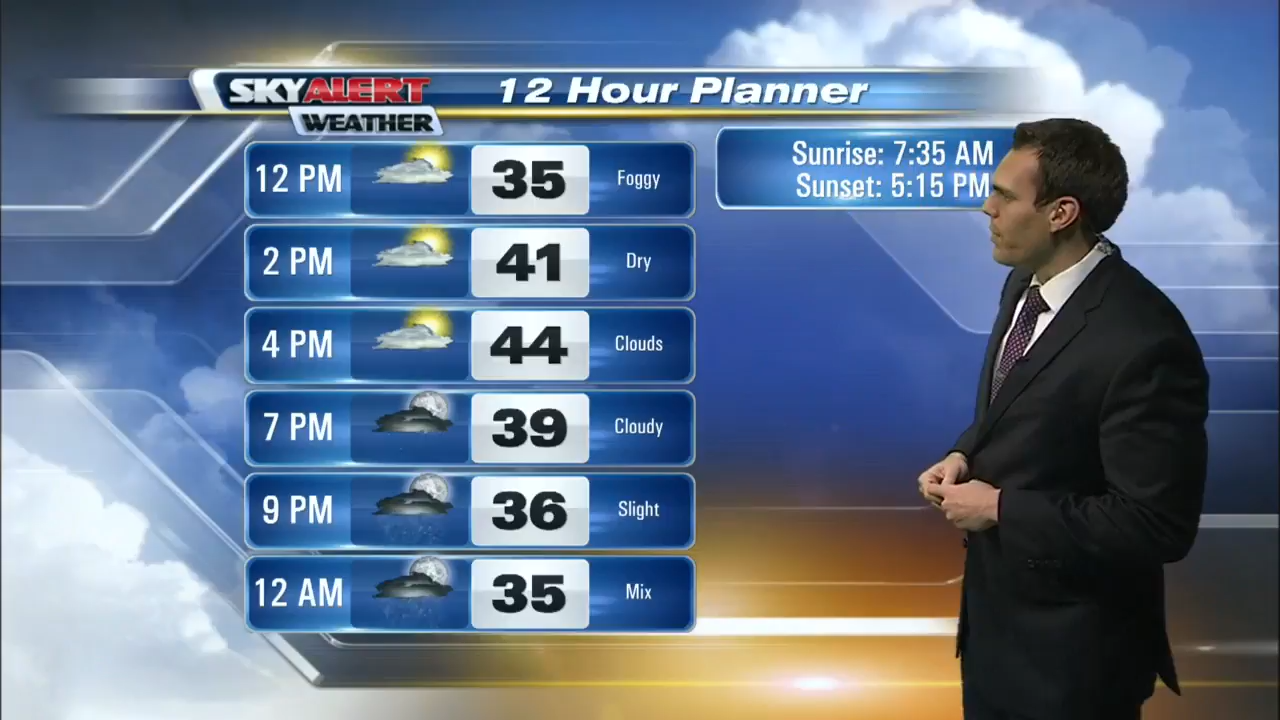 SKYALERT
WEATHER
12 Hour Planner
12 PM 35 Foggy
2 PM 41 Dry
4 PM 44 Clouds
7 PM 39 Cloudy
9 PM 36 Slight
12 AM 35 Mix
Sunrise: 7:35 AM
Sunset: 5:15 PM